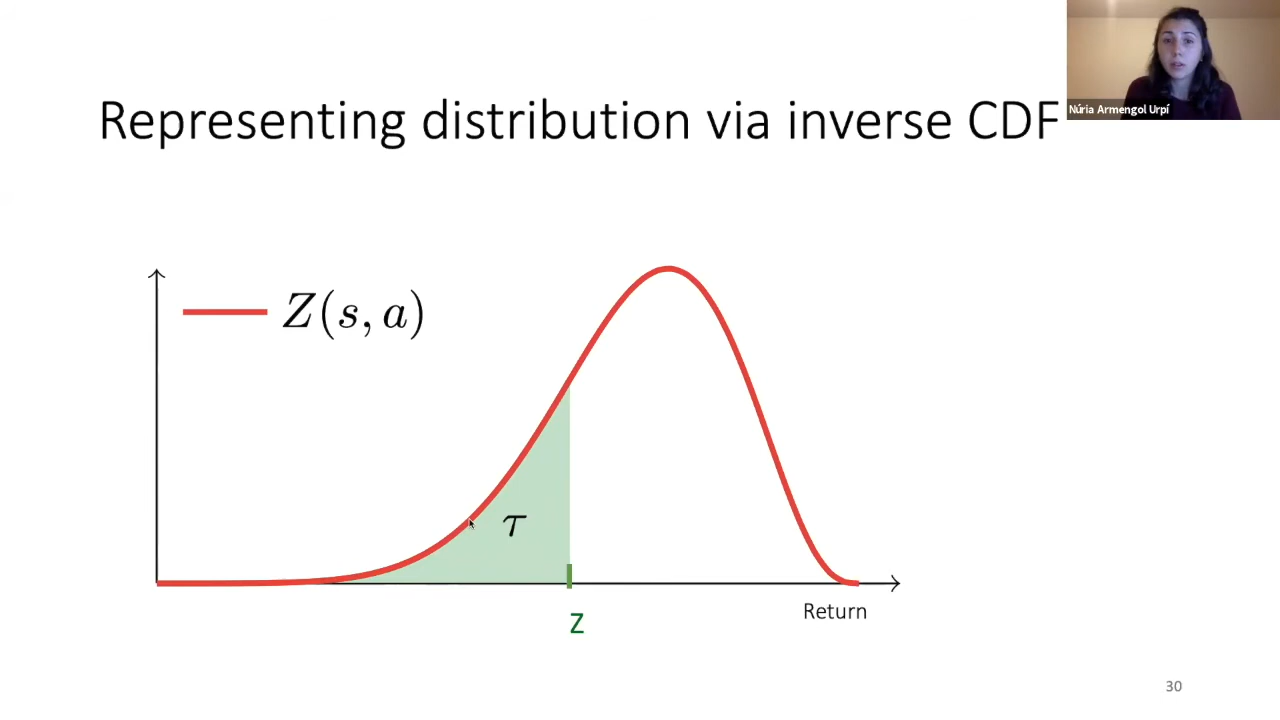 Núria Armengol Urpí
Representing distribution via inverse CDF
Z(s, a)
τ
z
Return
30